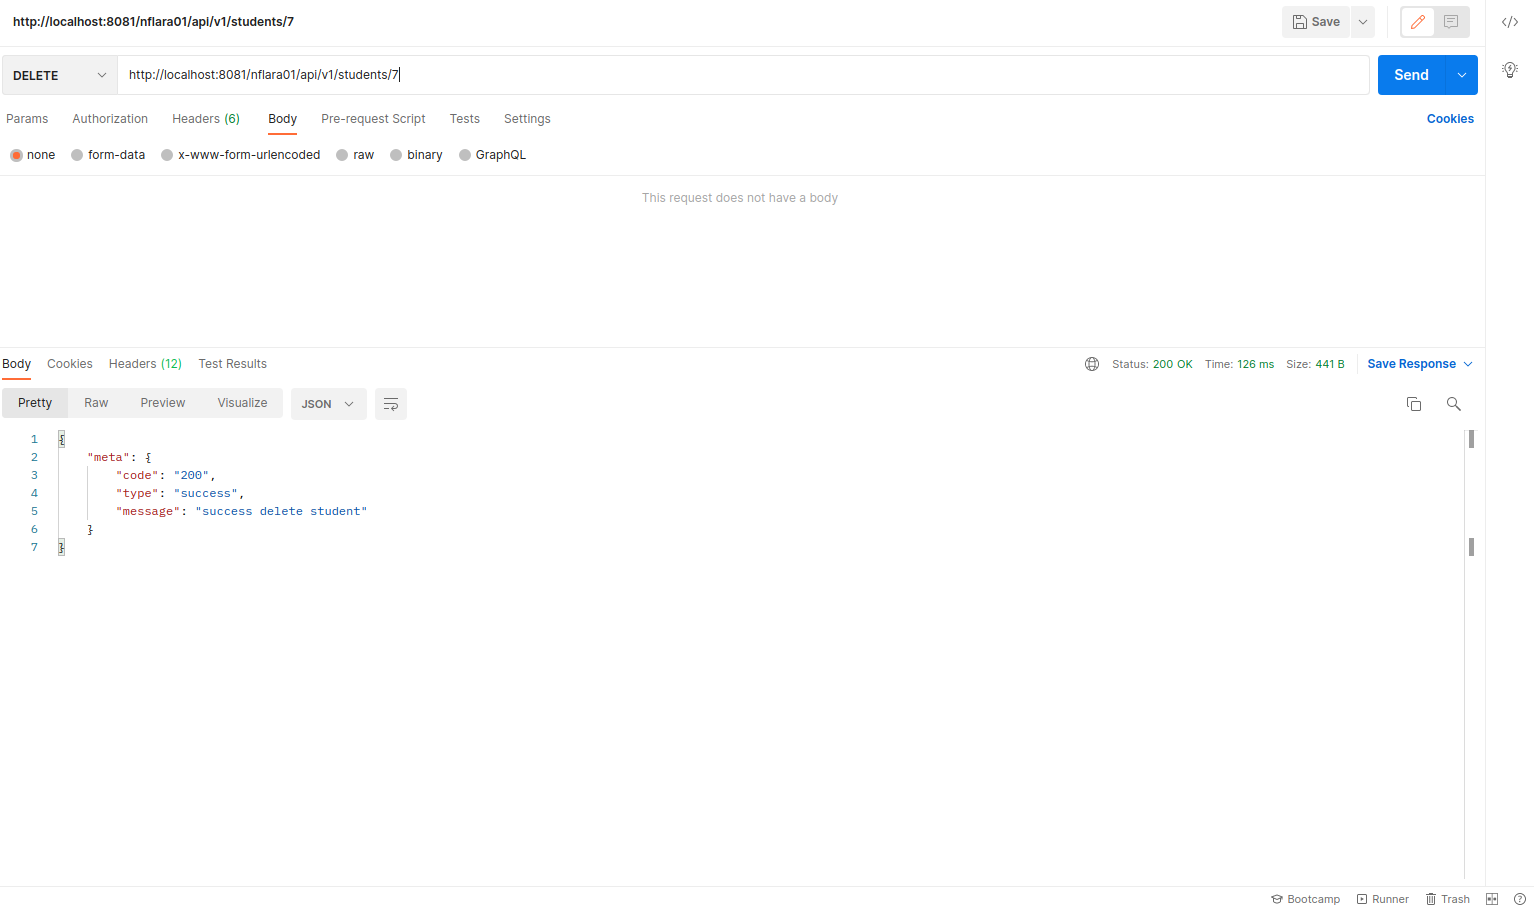 http://localhost:8081/nflara01/api/v1/students/7
Save
DELETE
http://localhost:8081/nflara01/api/v1/students/7
Send
Params Authorization Headers (6) Body Pre-request Script Tests Settings Cookies
none form-data x-www-form-urlencoded raw binary GraphQL
This request does not have a body
Body Cookies Headers (12) Test Results Status: 200 OK Time: 126 ms Size: 441 B Save Response
Pretty Raw Preview Visualize JSON
1 {
2 "meta": {
3 "code": "200",
4 "type": "success",
5 "message": "success delete student"
6 }
7 }
Bootcamp Runner Trash